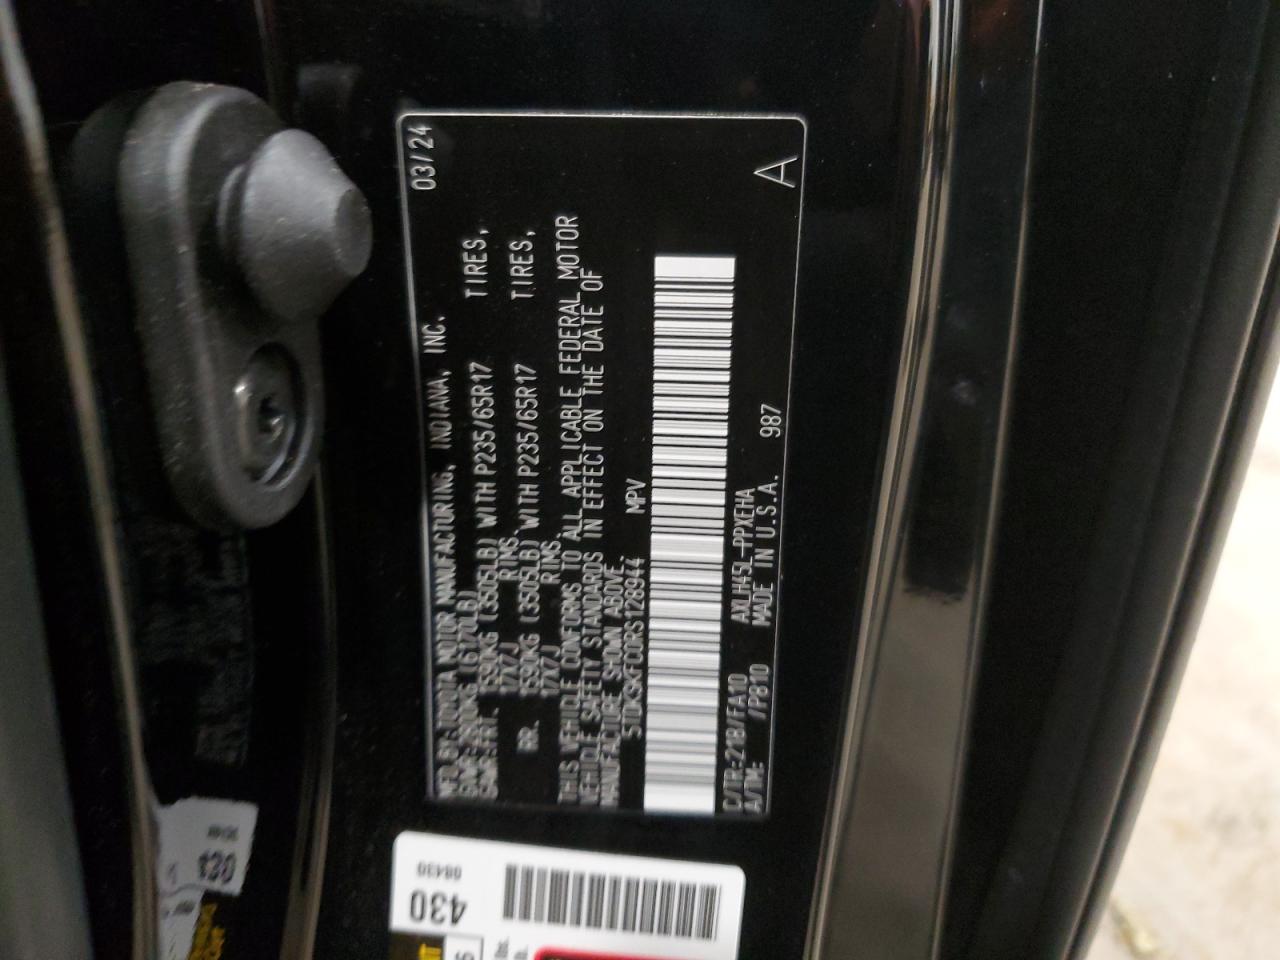 MFD. BY: TOYOTA MOTOR MANUFACTURING, INDIANA, INC. 03/24
GVWR: 2800KG (6170LB)
GAWR: FRT. 1590KG (3505LB) WITH P235/65R17 TIRES,
17X7J RIMS.
RR. 1590KG (3505LB) WITH P235/65R17 TIRES,
17X7J RIMS.
THIS VEHICLE CONFORMS TO ALL APPLICABLE FEDERAL MOTOR
VEHICLE SAFETY STANDARDS IN EFFECT ON THE DATE OF
MANUFACTURE SHOWN ABOVE.
5TDKSKFC0RS128944 MPV
C/TR:218/FA10 AXLH45L-PPXEHA
A/TM: /P810 MADE IN U.S.A. 987 A
430